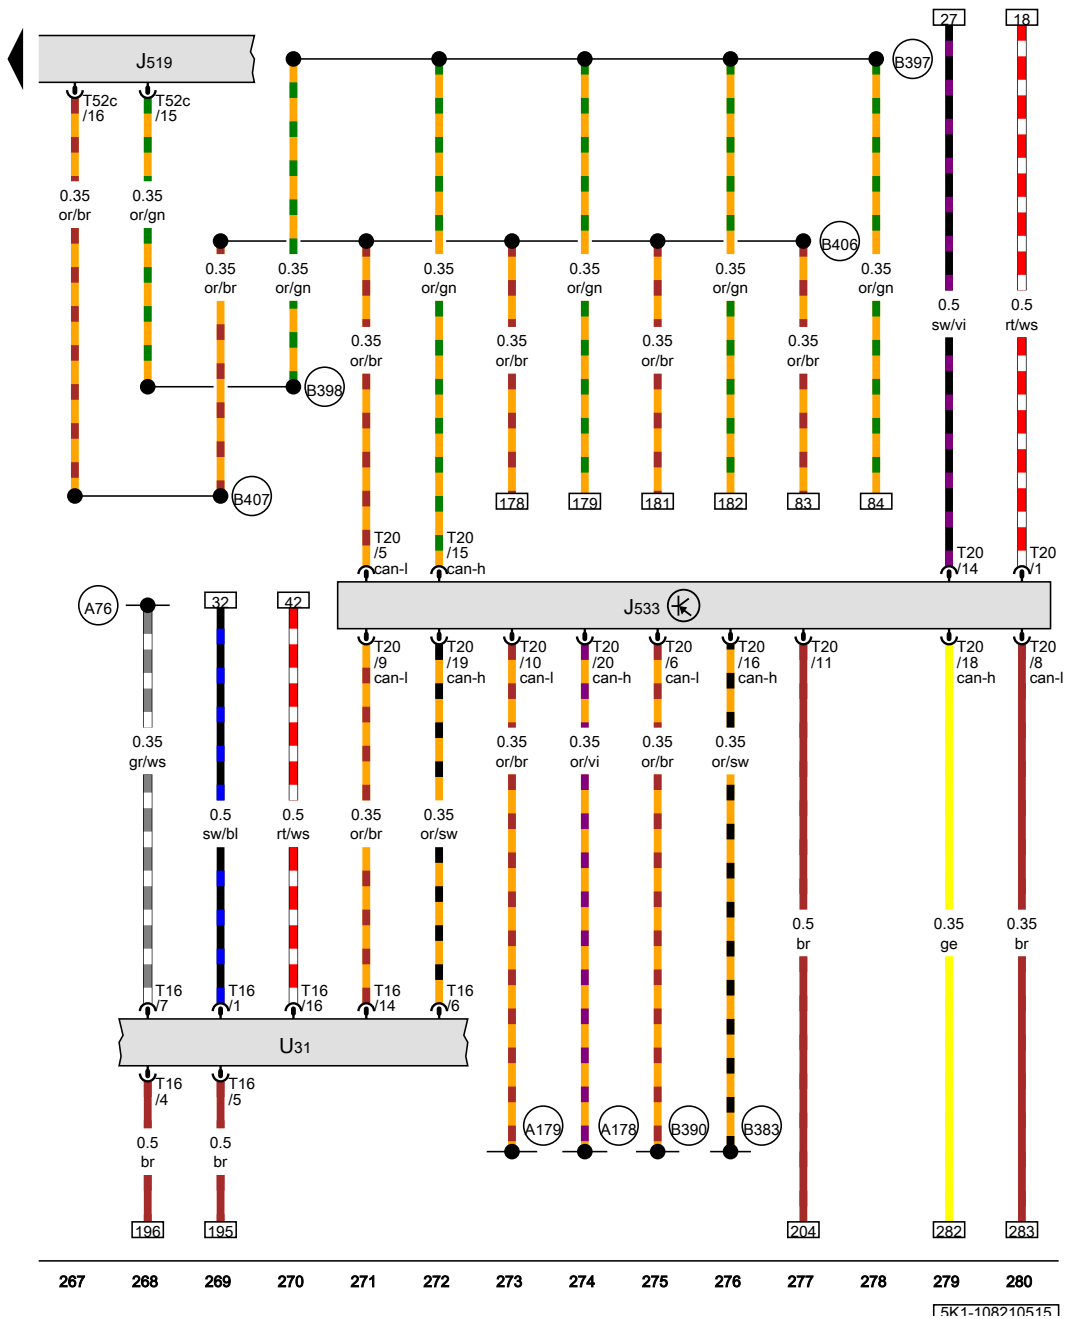 27
18
J519
B397
T52c
/16
T52c
/15
0.35
or/br
0.35
or/gn
B406
0.35
or/br
0.35
or/gn
0.35
or/gn
0.35
or/gn
0.35
or/gn
0.35
or/gn
0.5
sw/vi
0.5
rt/ws
0.35
or/br
0.35
or/br
0.35
or/br
0.35
or/br
B398
B407
178
179
181
182
83
84
T20
/5
can-l
T20
/15
can-h
T20
/14
T20
/1
A76
32
42
J533
T20
/9
can-l
T20
/19
can-h
T20
/10
can-l
T20
/20
can-h
T20
/6
can-l
T20
/16
can-h
T20
/11
T20
/18
can-h
T20
/8
can-l
0.35
gr/ws
0.35
or/br
0.35
or/vi
0.35
or/br
0.35
or/sw
0.5
sw/bl
0.5
rt/ws
0.35
or/br
0.35
or/sw
0.5
br
0.35
ge
0.35
br
T16
/7
T16
/1
T16
/16
T16
/14
T16
/6
U31
T16
/4
T16
/5
A179
A178
B390
B383
0.5
br
0.5
br
196
195
204
282
283
267 268 269 270 271 272 273 274 275 276 277 278 279 280
5K1-108210515